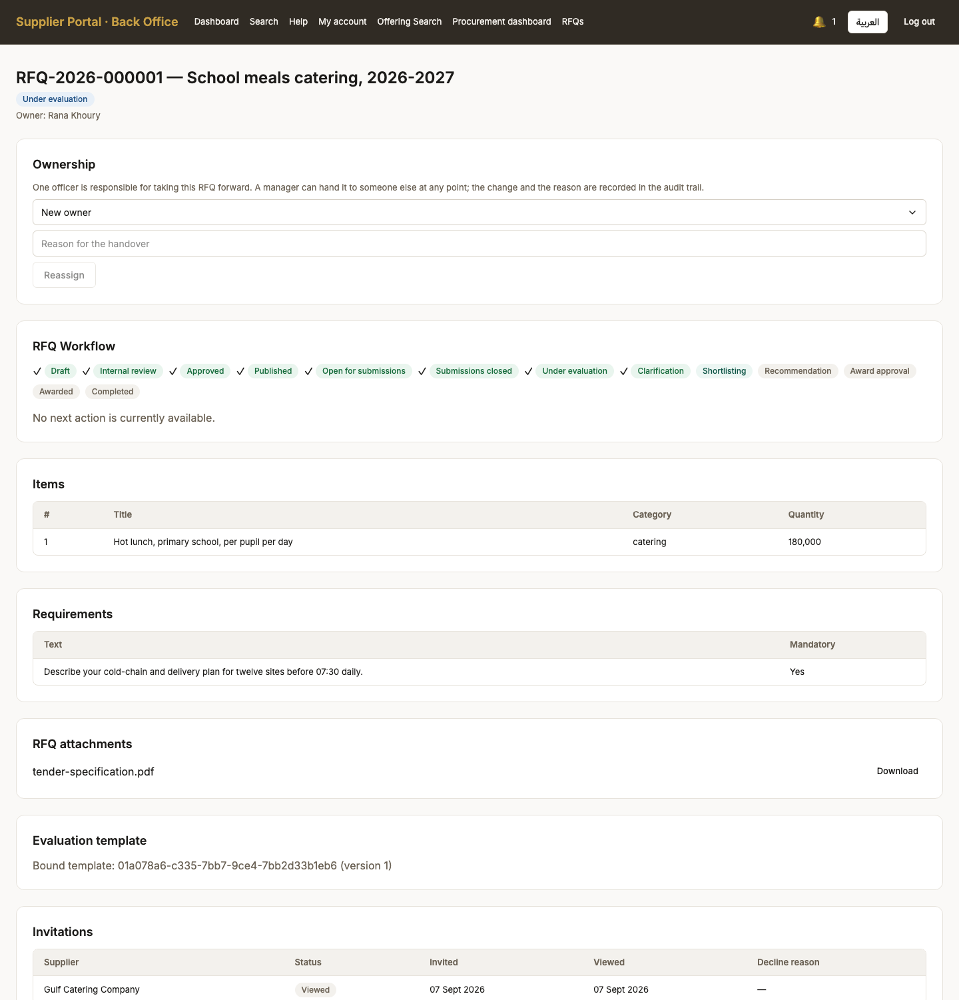 Supplier Portal · Back Office Dashboard Search Help My account Offering Search Procurement dashboard RFQs 1 العربية Log out
RFQ-2026-000001 — School meals catering, 2026-2027
Under evaluation
Owner: Rana Khoury
Ownership
One officer is responsible for taking this RFQ forward. A manager can hand it to someone else at any point; the change and the reason are recorded in the audit trail.
New owner
Reason for the handover
Reassign
RFQ Workflow
✓ Draft ✓ Internal review ✓ Approved ✓ Published ✓ Open for submissions ✓ Submissions closed ✓ Under evaluation ✓ Clarification Shortlisting Recommendation Award approval
Awarded Completed
No next action is currently available.
Items
# Title Category Quantity
1 Hot lunch, primary school, per pupil per day catering 180,000
Requirements
Text Mandatory
Describe your cold-chain and delivery plan for twelve sites before 07:30 daily. Yes
RFQ attachments
tender-specification.pdf Download
Evaluation template
Bound template: 01a078a6-c335-7bb7-9ce4-7bb2d33b1eb6 (version 1)
Invitations
Supplier Status Invited Viewed Decline reason
Gulf Catering Company Viewed 07 Sept 2026 07 Sept 2026 —